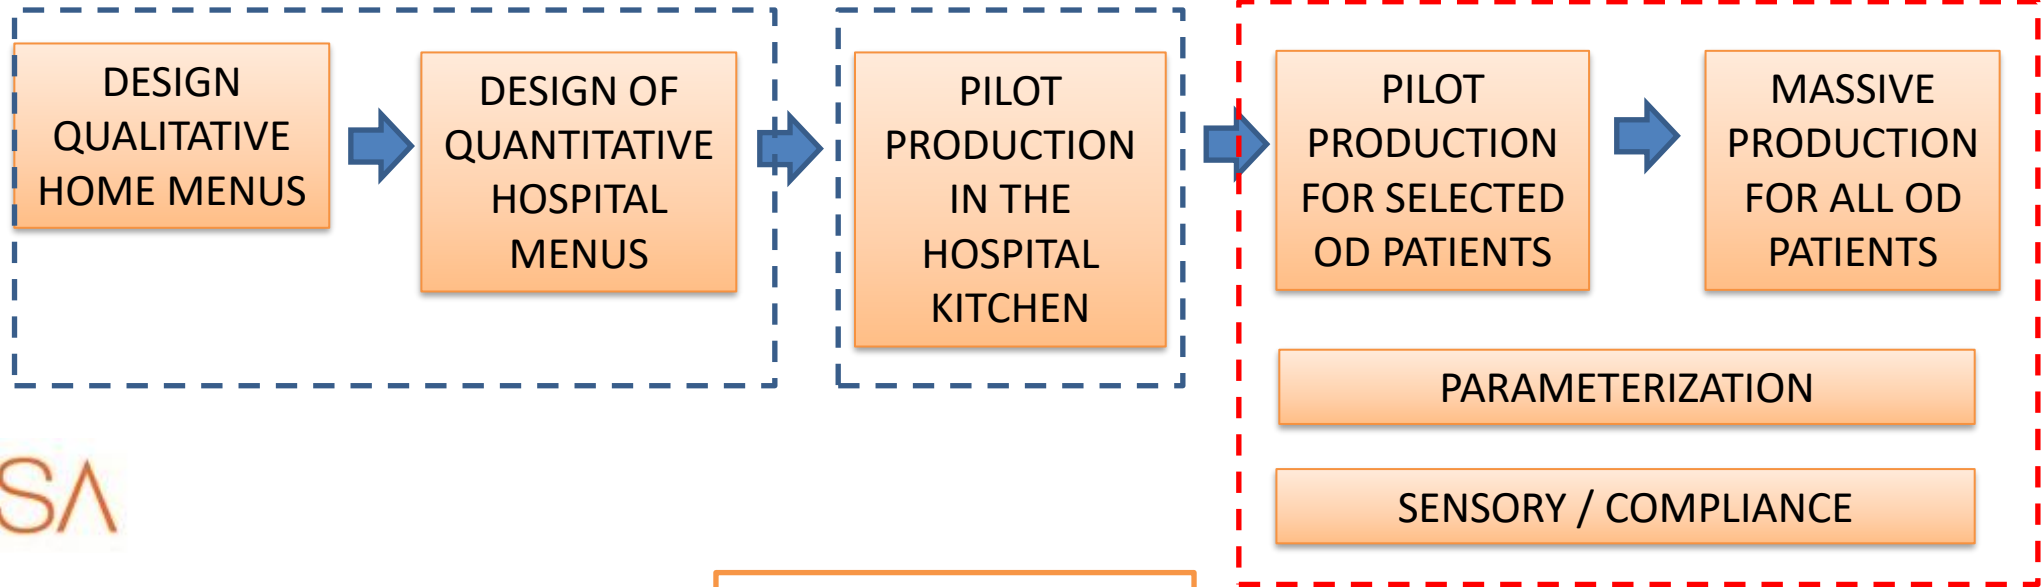 DESIGN
QUALITATIVE
HOME MENUS
DESIGN OF
QUANTITATIVE
HOSPITAL
MENUS
PILOT
PRODUCTION
IN THE
HOSPITAL
KITCHEN
PILOT
PRODUCTION
FOR SELECTED
OD PATIENTS
MASSIVE
PRODUCTION
FOR ALL OD
PATIENTS
PARAMETERIZATION
SENSORY / COMPLIANCE
SA